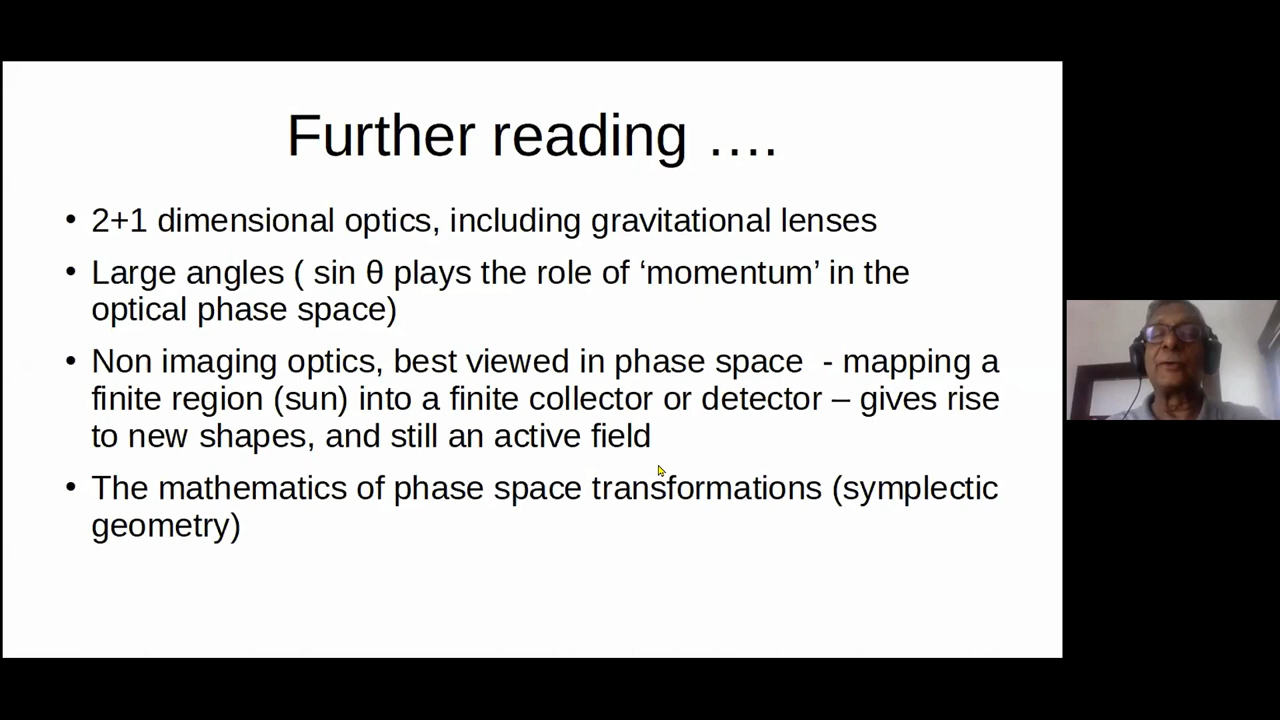 Further reading ….
• 2+1 dimensional optics, including gravitational lenses
• Large angles ( sin θ plays the role of ‘momentum’ in the
optical phase space)
• Non imaging optics, best viewed in phase space  - mapping a
finite region (sun) into a finite collector or detector – gives rise
to new shapes, and still an active field
• The mathematics of phase space transformations (symplectic
geometry)